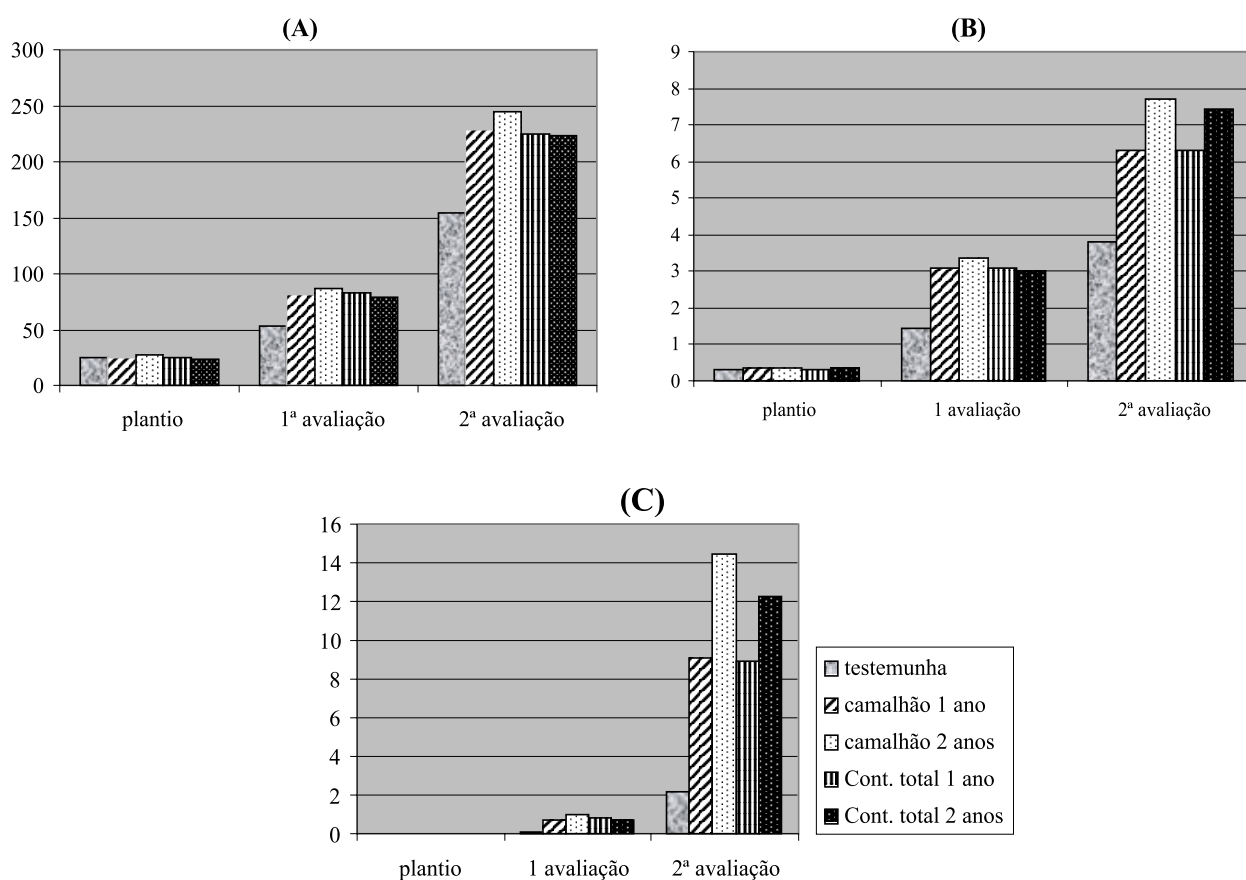 (A)
300
250
200
150
100
50
0
plantio 1ª avaliação 2ª avaliação
(B)
9
8
7
6
5
4
3
2
1
0
plantio 1 avaliação 2ª avaliação
(C)
16
14
12
10
8
6
4
2
0
plantio 1 avaliação 2ª avaliação
testemunha
camalhão 1 ano
camalhão 2 anos
Cont. total 1 ano
Cont. total 2 anos